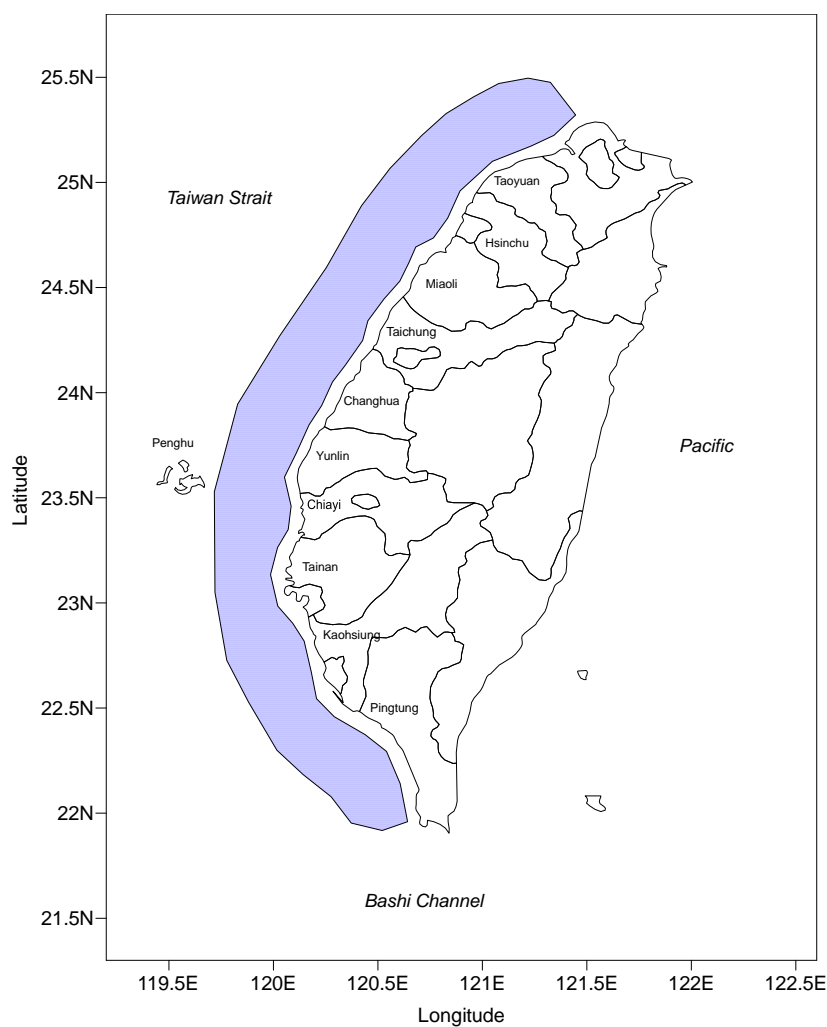 25.5N
25N
Taoyuan
Taiwan Strait
Hsinchu
24.5N
Miaoli
Taichung
24N
Changhua
Penghu
Pacific
Yunlin
23.5N
Chiayi
Latitude
Tainan
23N
Kaohsiung
22.5N
Pingtung
22N
Bashi Channel
21.5N
119.5E 120E 120.5E 121E 121.5E 122E 122.5E
Longitude